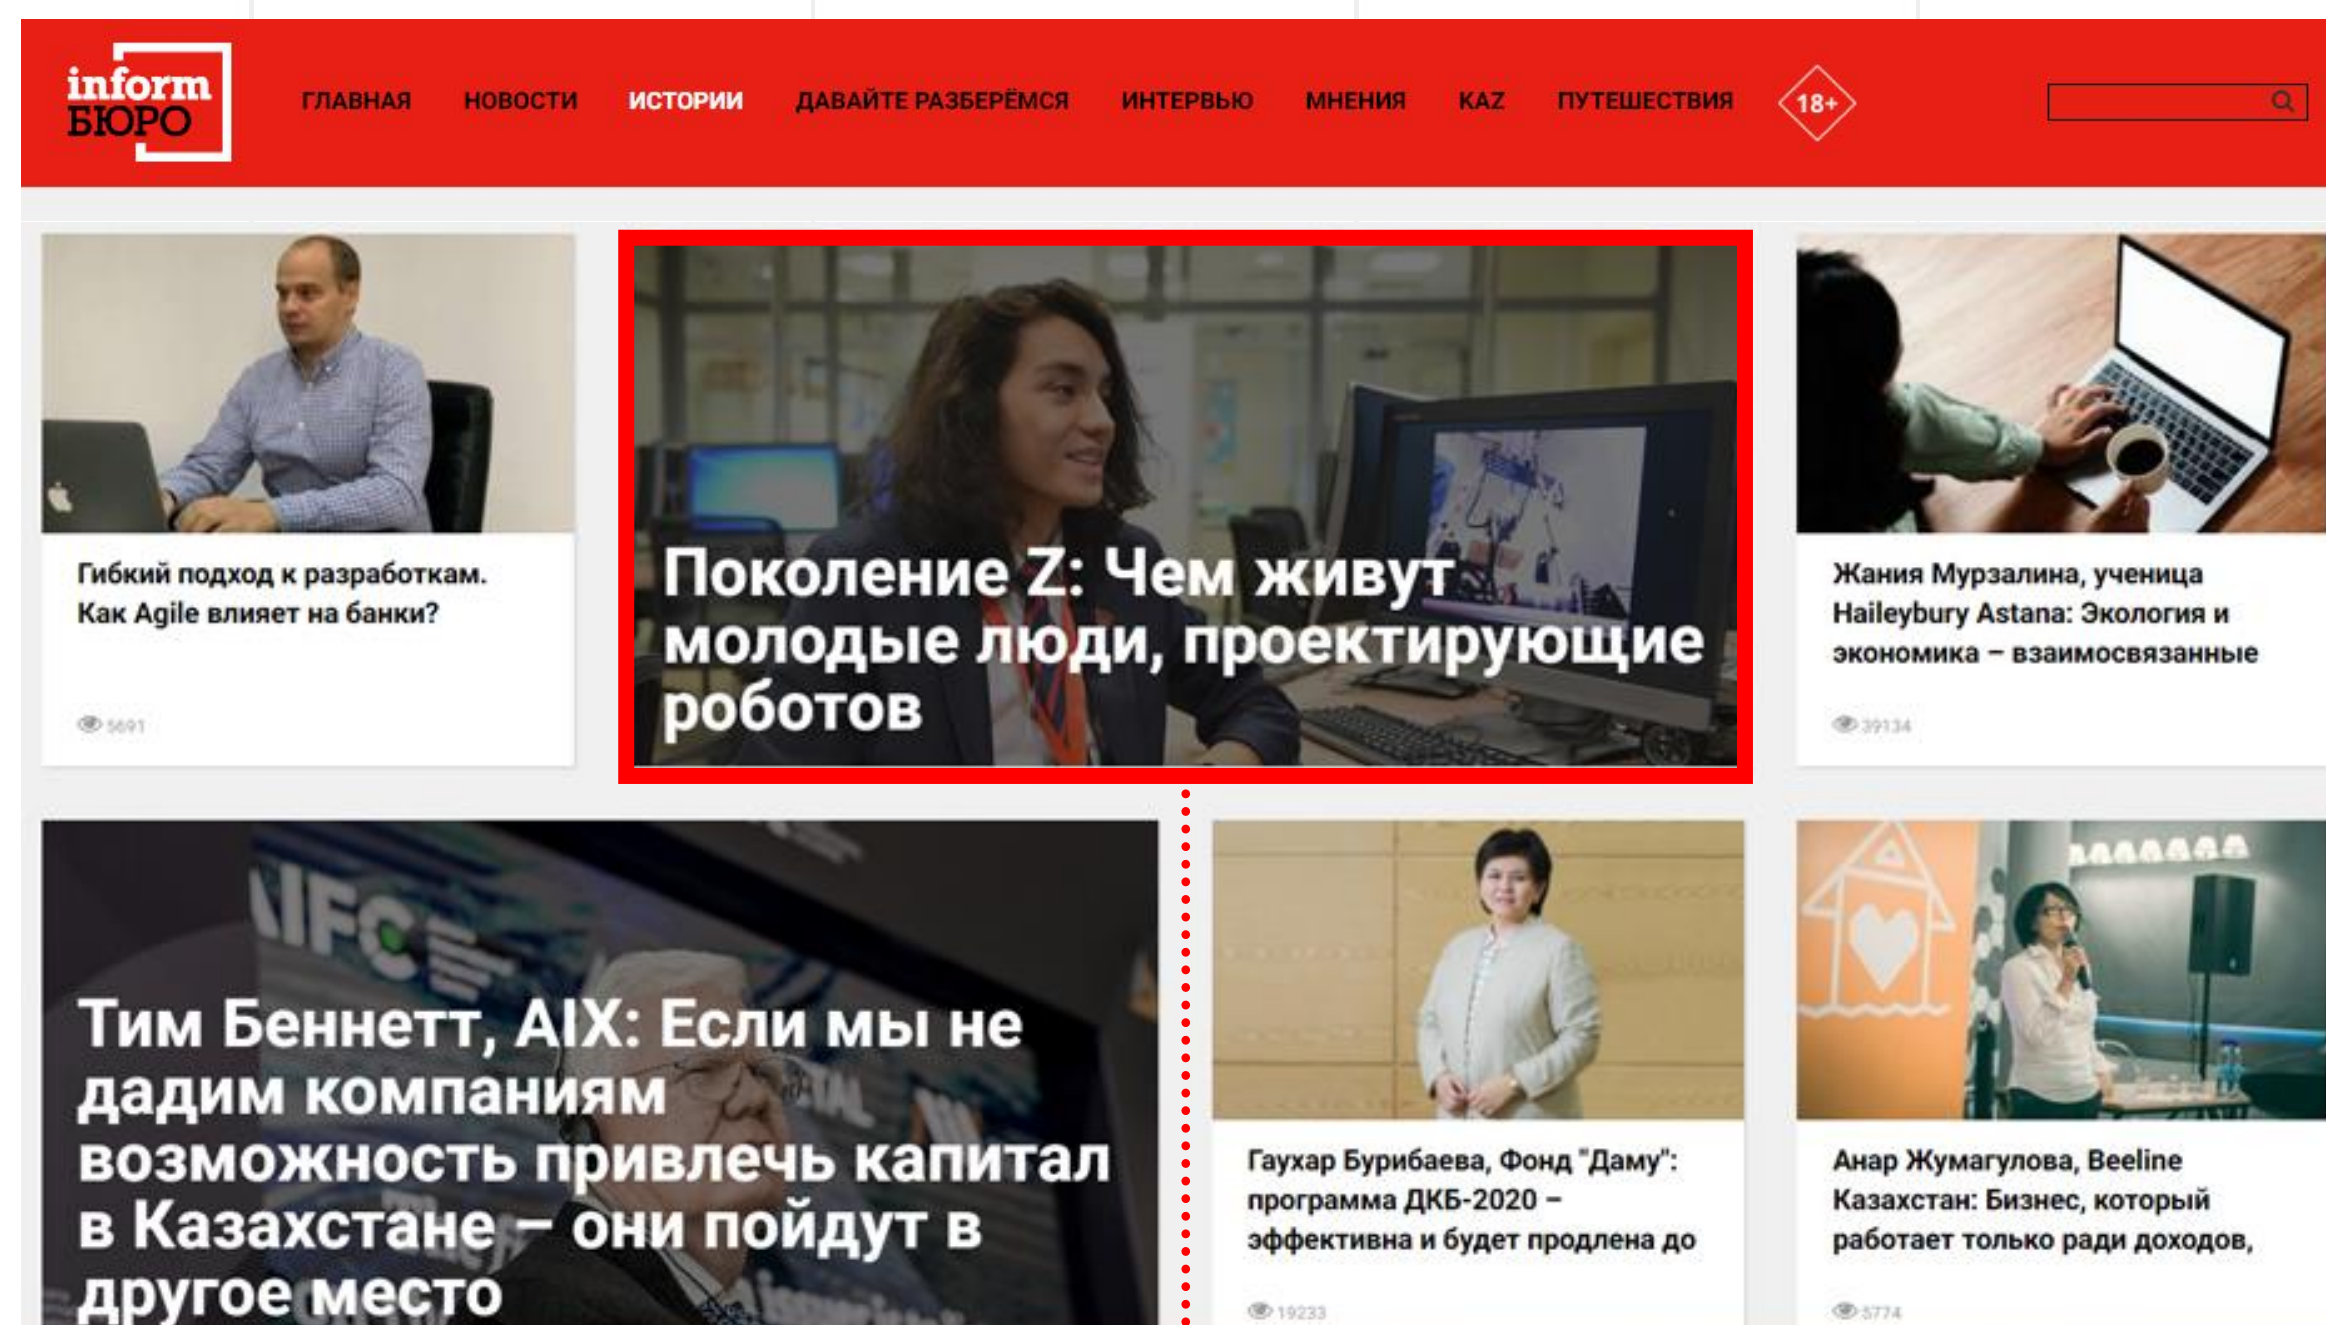 inform
БЮРО
ГЛАВНАЯ НОВОСТИ ИСТОРИИ ДАВАЙТЕ РАЗБЕРЁМСЯ ИНТЕРВЬЮ МНЕНИЯ KAZ ПУТЕШЕСТВИЯ 18+
Гибкий подход к разработкам.
Как Agile влияет на банки?
5691
Поколение Z: Чем живут
молодые люди, проектирующие
роботов
Жания Мурзалина, ученица
Haileybury Astana: Экология и
экономика – взаимосвязанные
39134
AIFC
Тим Беннетт, AIX: Если мы не
дадим компаниям
возможность привлечь капитал
в Казахстане – они пойдут в
другое место
Гаухар Бурибаева, Фонд "Даму":
программа ДКБ-2020 –
эффективна и будет продлена до
19233
Анар Жумагулова, Beeline
Казахстан: Бизнес, который
работает только ради доходов,
5774